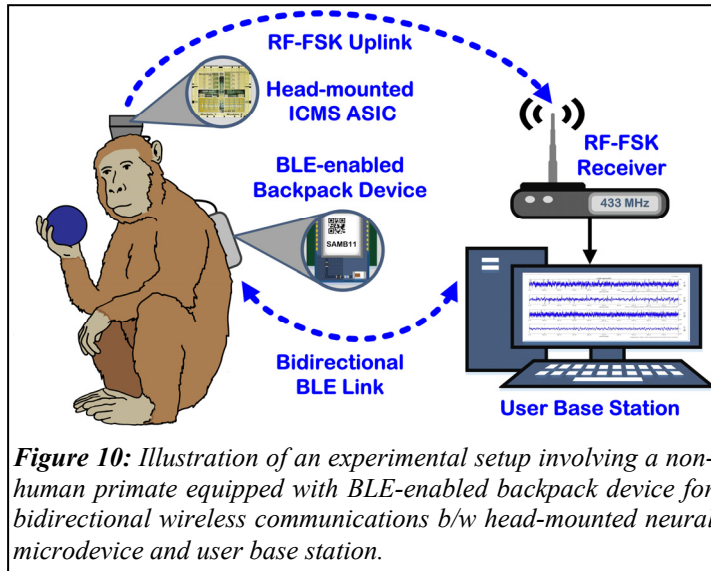 RF-FSK Uplink
Head-mounted
ICMS ASIC
BLE-enabled
Backpack Device
SAMB11
RF-FSK
Receiver
433 MHz
Bidirectional
BLE Link
User Base Station
Figure 10: Illustration of an experimental setup involving a non-
human primate equipped with BLE-enabled backpack device for
bidirectional wireless communications b/w head-mounted neural
microdevice and user base station.